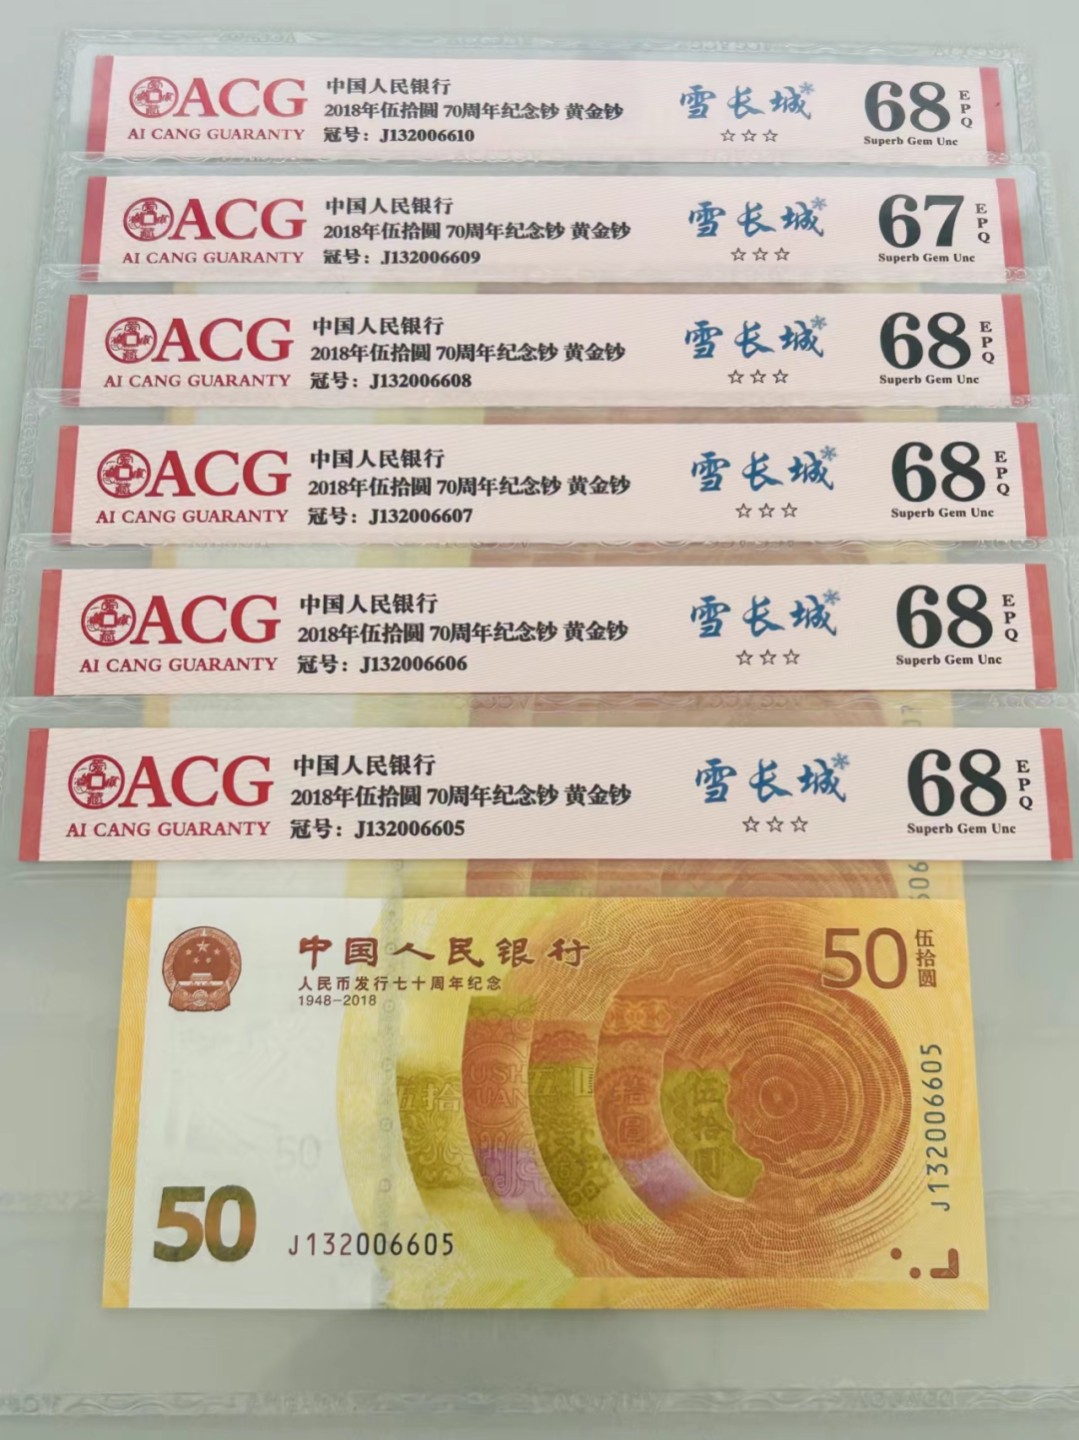 ACG
AI CANG GUARANTY
中国人民银行
2018年伍拾圆 70周年纪念钞 黄金钞
冠号：J132006610
雪长城*
☆☆☆
68
EPQ
Superb Gem Unc
ACG
AI CANG GUARANTY
中国人民银行
2018年伍拾圆 70周年纪念钞 黄金钞
冠号：J132006609
雪长城*
☆☆☆
67
EPQ
Superb Gem Unc
ACG
AI CANG GUARANTY
中国人民银行
2018年伍拾圆 70周年纪念钞 黄金钞
冠号：J132006608
雪长城*
☆☆☆
68
EPQ
Superb Gem Unc
ACG
AI CANG GUARANTY
中国人民银行
2018年伍拾圆 70周年纪念钞 黄金钞
冠号：J132006607
雪长城*
☆☆☆
68
EPQ
Superb Gem Unc
ACG
AI CANG GUARANTY
中国人民银行
2018年伍拾圆 70周年纪念钞 黄金钞
冠号：J132006606
雪长城*
☆☆☆
68
EPQ
Superb Gem Unc
ACG
AI CANG GUARANTY
中国人民银行
2018年伍拾圆 70周年纪念钞 黄金钞
冠号：J132006605
雪长城*
☆☆☆
68
EPQ
Superb Gem Unc
中国人民银行
人民币发行七十周年纪念
1948-2018
50
伍拾圆
伍拾
拾圆
伍拾圆
50
50
J132006605
J132006605